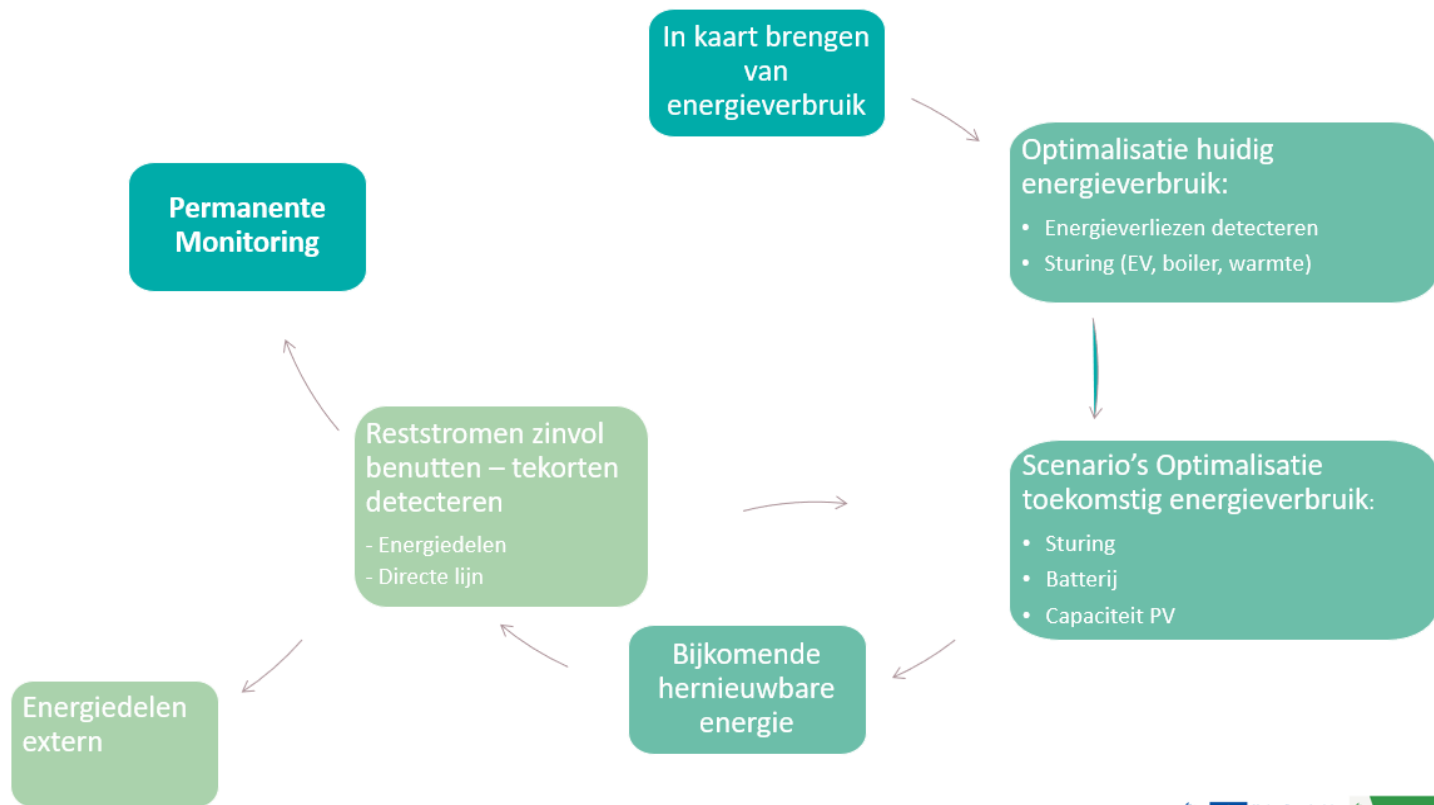 In kaart brengen
van
energieverbruik
Optimalisatie huidig
energieverbruik:
• Energieverliezen detecteren
• Sturing (EV, boiler, warmte)
Permanente
Monitoring
Reststromen zinvol
benutten – tekorten
detecteren
- Energiedelen
- Directe lijn
Scenario's Optimalisatie
toekomstig energieverbruik:
• Sturing
• Batterij
• Capaciteit PV
Bijkomende
hernieuwbare
energie
Energiedelen
extern